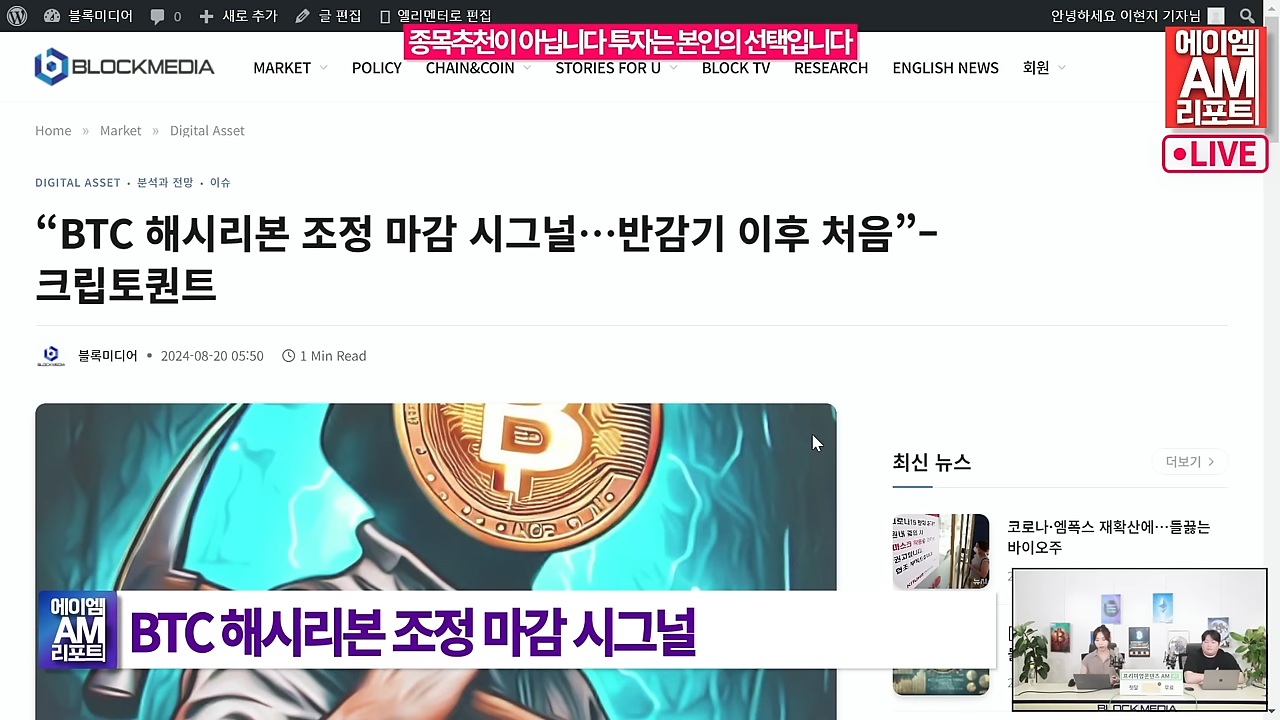 블록미디어 0 새로 추가 글 편집 엘리멘터로 편집 안녕하세요 이현지 기자님
종목추천이 아닙니다 투자는 본인의 선택입니다
BLOCKMEDIA MARKET POLICY CHAIN&COIN STORIES FOR U BLOCK TV RESEARCH ENGLISH NEWS 회원
에이엠
AM
리포트
LIVE
Home » Market » Digital Asset
DIGITAL ASSET • 분석과 전망 • 이슈
“BTC 해시리본 조정 마감 시그널…반감기 이후 처음”–
크립토퀀트
블록미디어 • 2024-08-20 05:50 1 Min Read
최신 뉴스 더보기
코로나·엠폭스 재확산에…들끓는
바이오주
에이엠
AM
리포트
BTC 해시리본 조정 마감 시그널
프리미엄콘텐츠 AM
BLOCKMEDIA